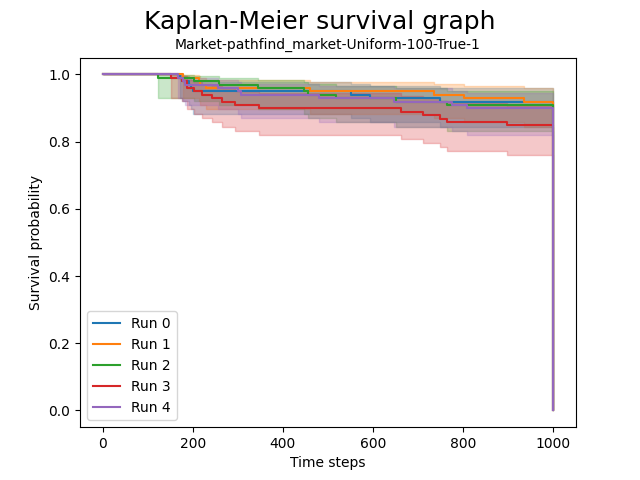 Kaplan-Meier survival graph
Market-pathfind_market-Uniform-100-True-1
1.0
0.8
0.6
0.4
0.2
0.0
Survival probability
Run 0
Run 1
Run 2
Run 3
Run 4
0
200
400
600
800
1000
Time steps